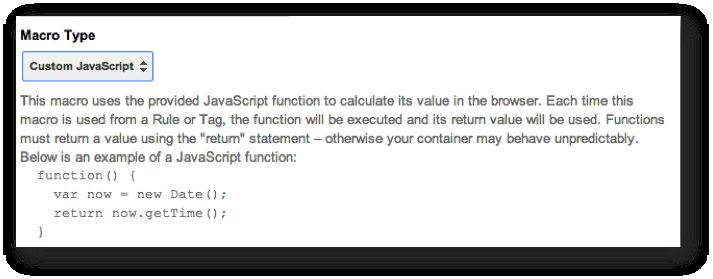 Macro Type
Custom JavaScript
This macro uses the provided JavaScript function to calculate its value in the browser. Each time this
macro is used from a Rule or Tag, the function will be executed and its return value will be used. Functions
must return a value using the "return" statement – otherwise your container may behave unpredictably.
Below is an example of a JavaScript function:
function() {
var now = new Date();
return now.getTime();
}